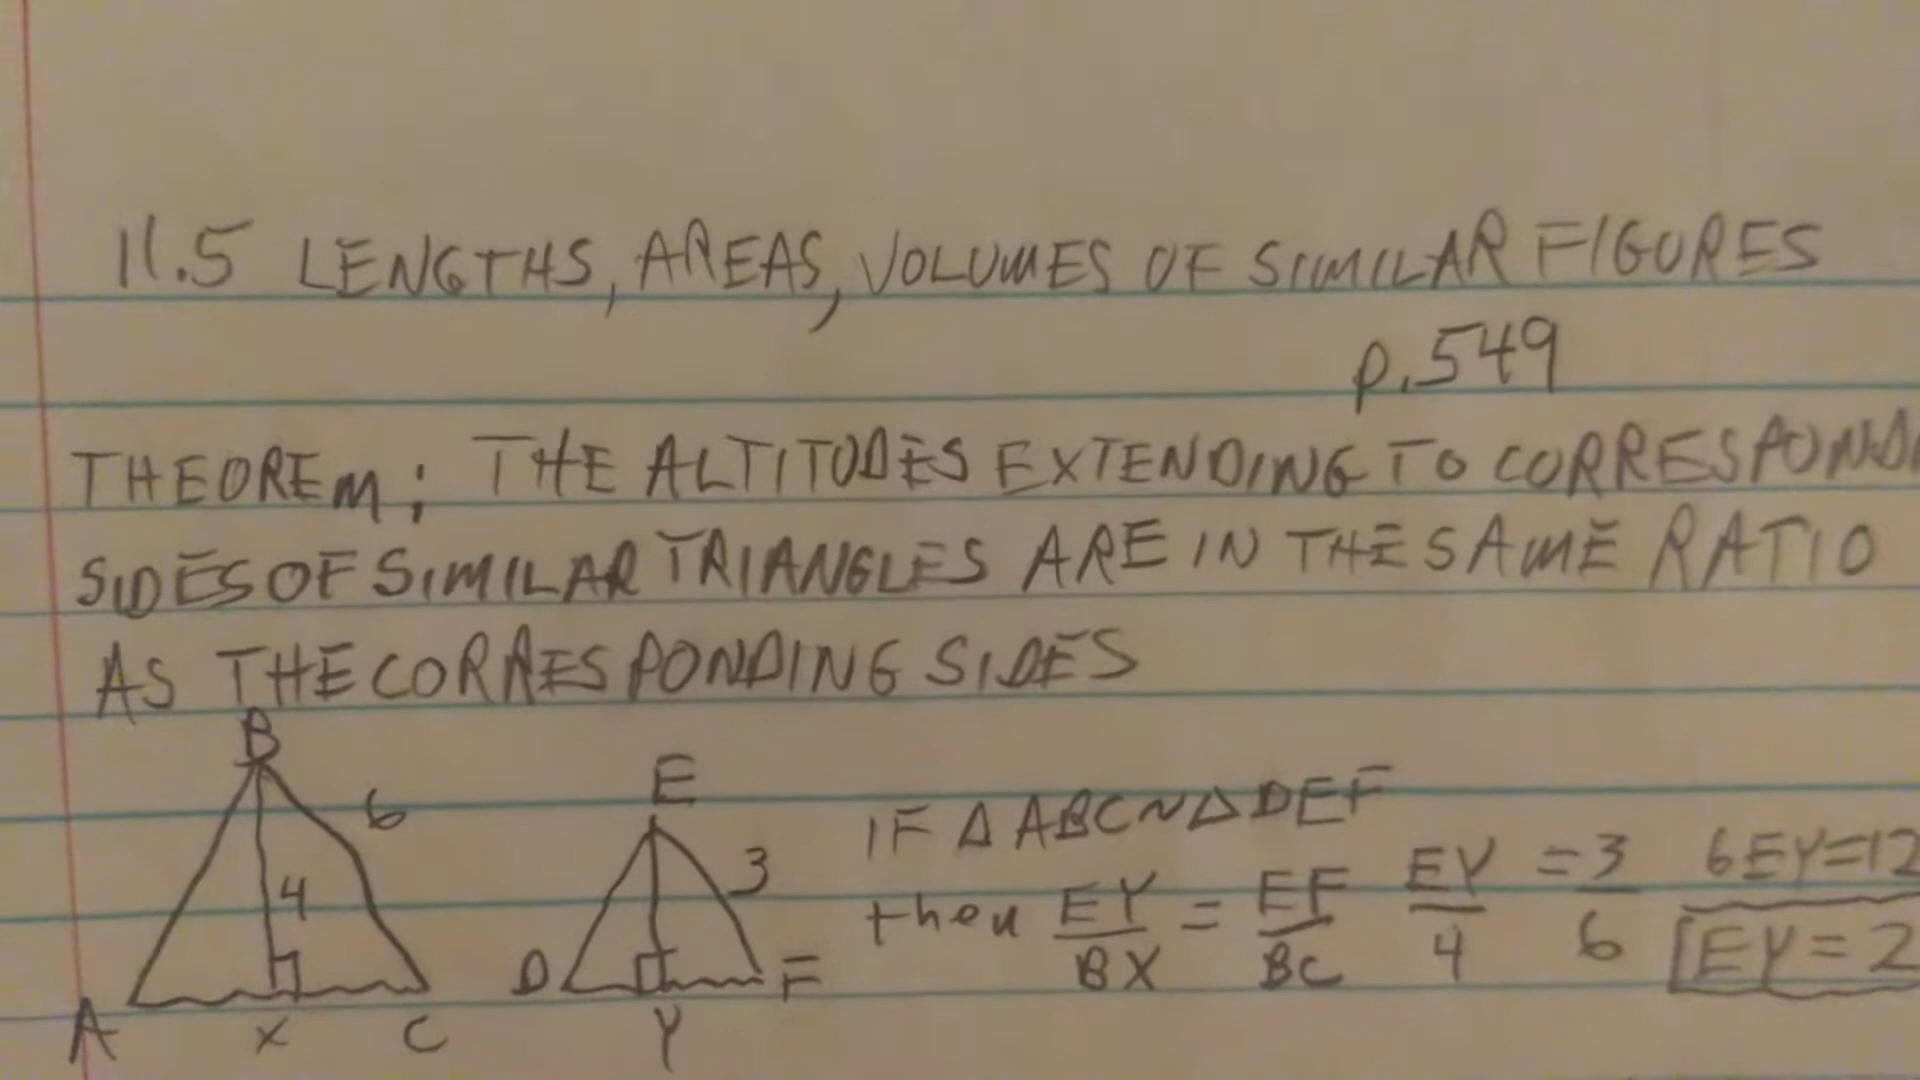 11.5 LENGTHS, AREAS, VOLUMES OF SIMILAR FIGURES
p.549
THEOREM; THE ALTITUDES EXTENDING TO CORRESPOND
SIDES OF SIMILAR TRIANGLES ARE IN THE SAME RATIO
AS THE CORRESPONDING SIDES
B
6
4
A
X
C
E
3
D
F
Y
IF Δ ABC ~ Δ DEF
then EY/BX = EF/BC
EY/4 = 3/6
6EY=12
EY=2